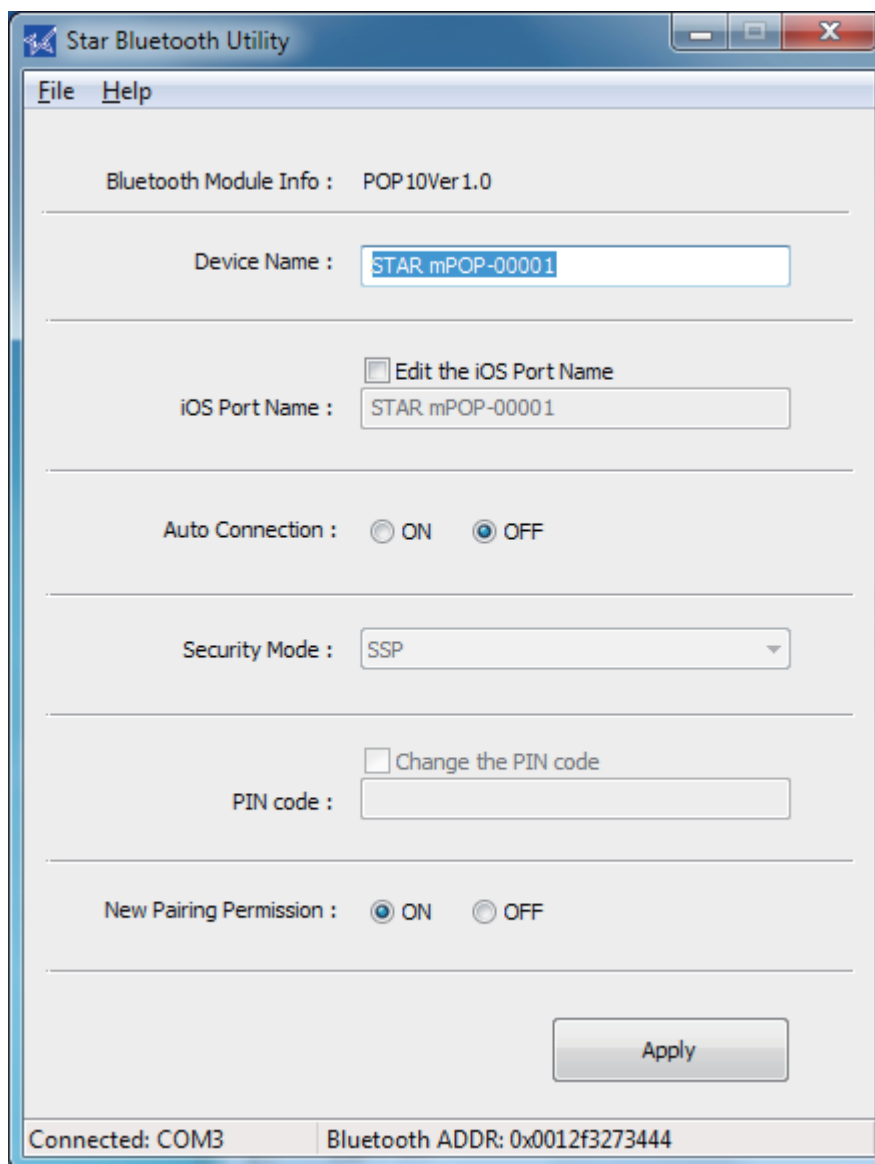 Star Bluetooth Utility
File Help
Bluetooth Module Info : POP10Ver1.0
Device Name : STAR mPOP-00001
Edit the iOS Port Name
iOS Port Name : STAR mPOP-00001
Auto Connection : ON OFF
Security Mode : SSP
Change the PIN code
PIN code :
New Pairing Permission : ON OFF
Apply
Connected: COM3 Bluetooth ADDR: 0x0012f3273444